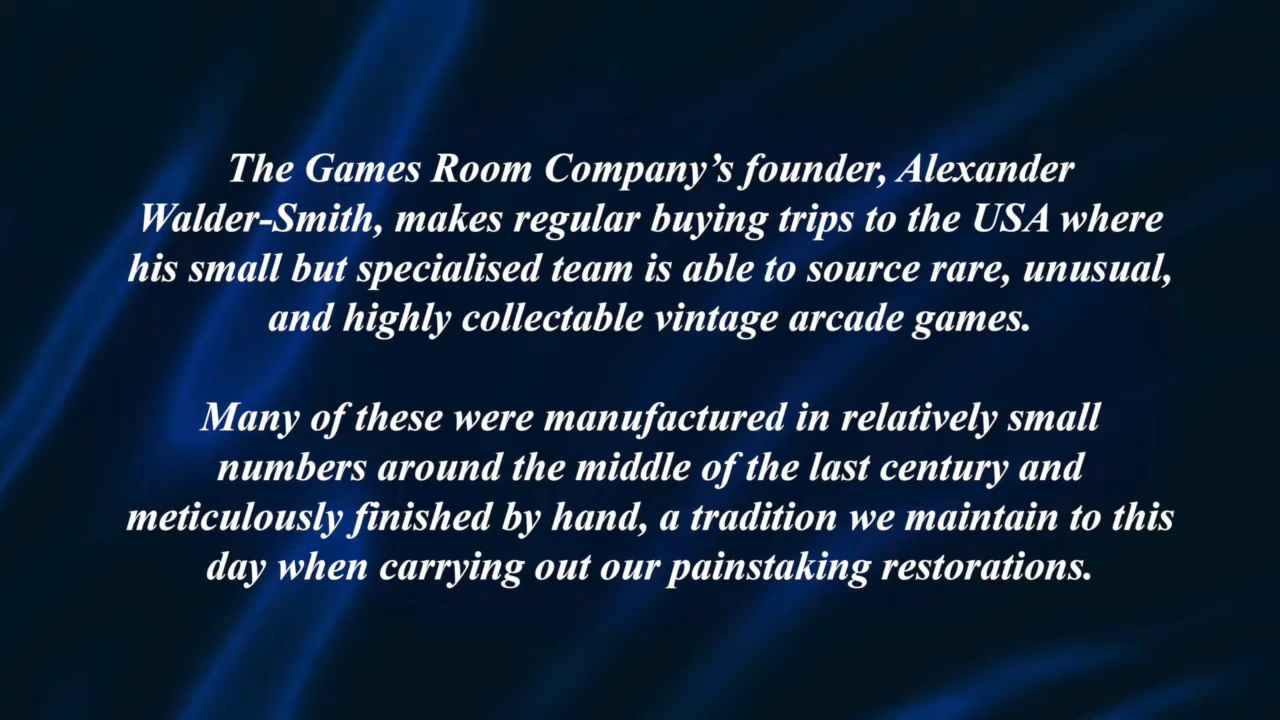 The Games Room Company’s founder, Alexander
Walder-Smith, makes regular buying trips to the USA where
his small but specialised team is able to source rare, unusual,
and highly collectable vintage arcade games.
Many of these were manufactured in relatively small
numbers around the middle of the last century and
meticulously finished by hand, a tradition we maintain to this
day when carrying out our painstaking restorations.